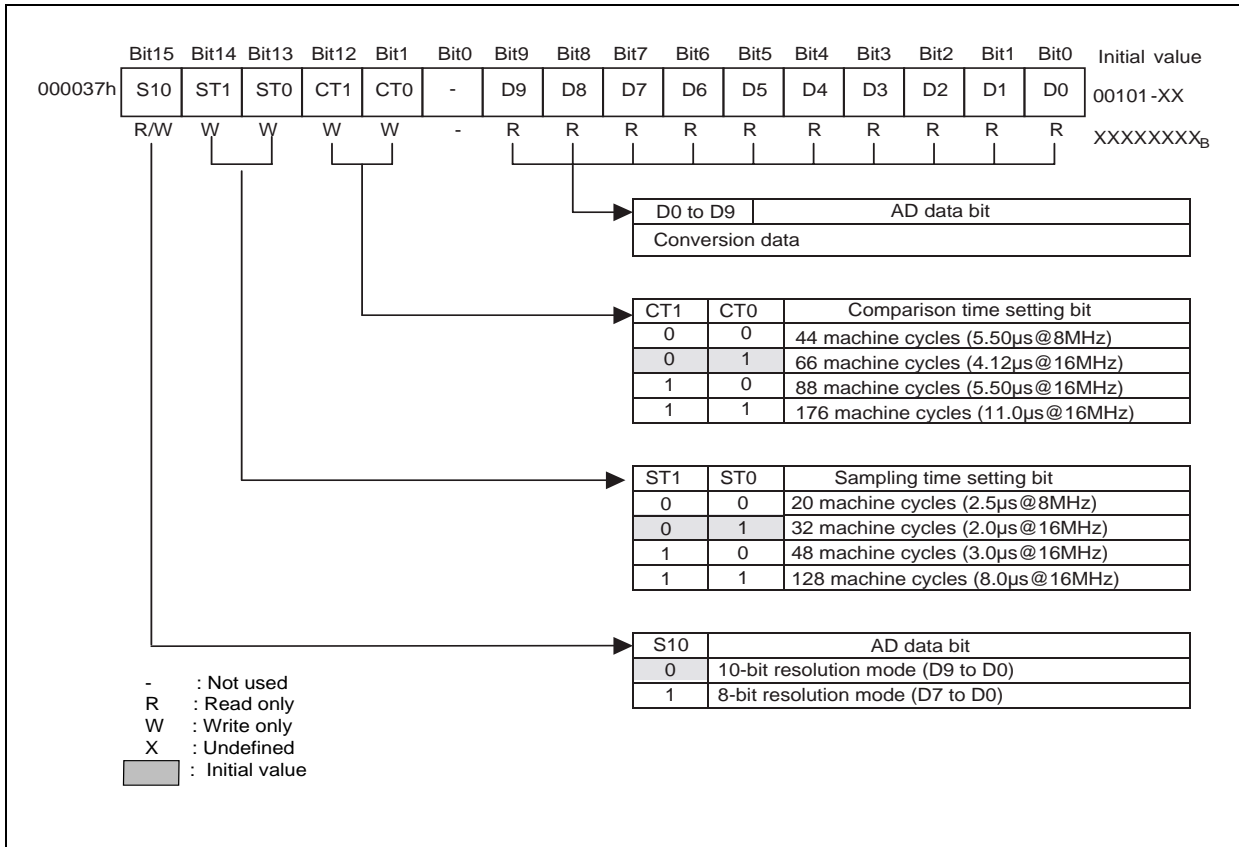 Bit15 Bit14 Bit13 Bit12 Bit1 Bit0 Bit9 Bit8 Bit7 Bit6 Bit5 Bit4 Bit3 Bit2 Bit1 Bit0 Initial value
000037h S10 ST1 ST0 CT1 CT0 - D9 D8 D7 D6 D5 D4 D3 D2 D1 D0 00101-XX
R/W W W W W - R R R R R R R R R R XXXXXXXXB
D0 to D9 AD data bit
Conversion data
CT1 CT0 Comparison time setting bit
0 0 44 machine cycles (5.50µs@8MHz)
0 1 66 machine cycles (4.12µs@16MHz)
1 0 88 machine cycles (5.50µs@16MHz)
1 1 176 machine cycles (11.0µs@16MHz)
ST1 ST0 Sampling time setting bit
0 0 20 machine cycles (2.5µs@8MHz)
0 1 32 machine cycles (2.0µs@16MHz)
1 0 48 machine cycles (3.0µs@16MHz)
1 1 128 machine cycles (8.0µs@16MHz)
S10 AD data bit
0 10-bit resolution mode (D9 to D0)
1 8-bit resolution mode (D7 to D0)
- : Not used
R : Read only
W : Write only
X : Undefined
: Initial value